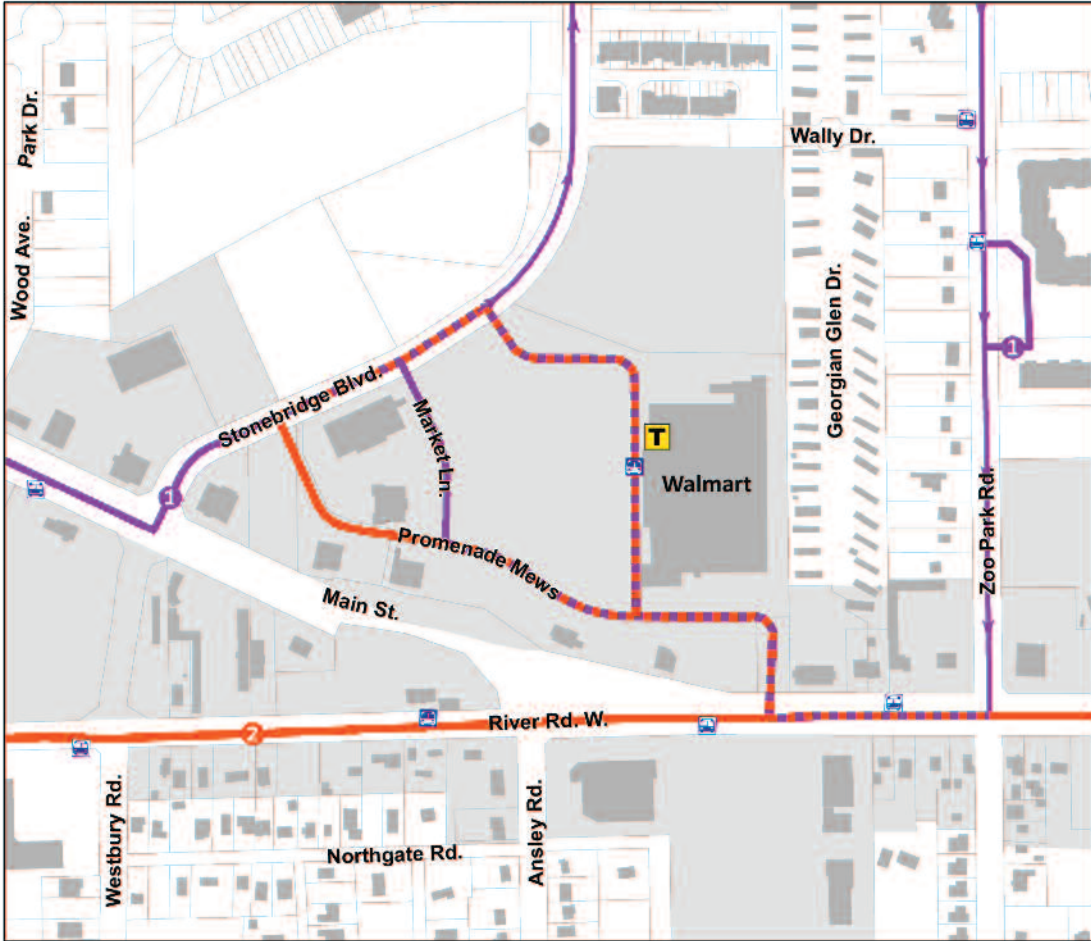 Park Dr.
Wood Ave.
Wally Dr.
Georgian Glen Dr.
1
Stonebridge Blvd.
Market Ln.
T
Walmart
1
Zoo Park Rd.
Promenade Mews
Main St.
River Rd. W.
2
Westbury Rd.
Ansley Rd.
Northgate Rd.